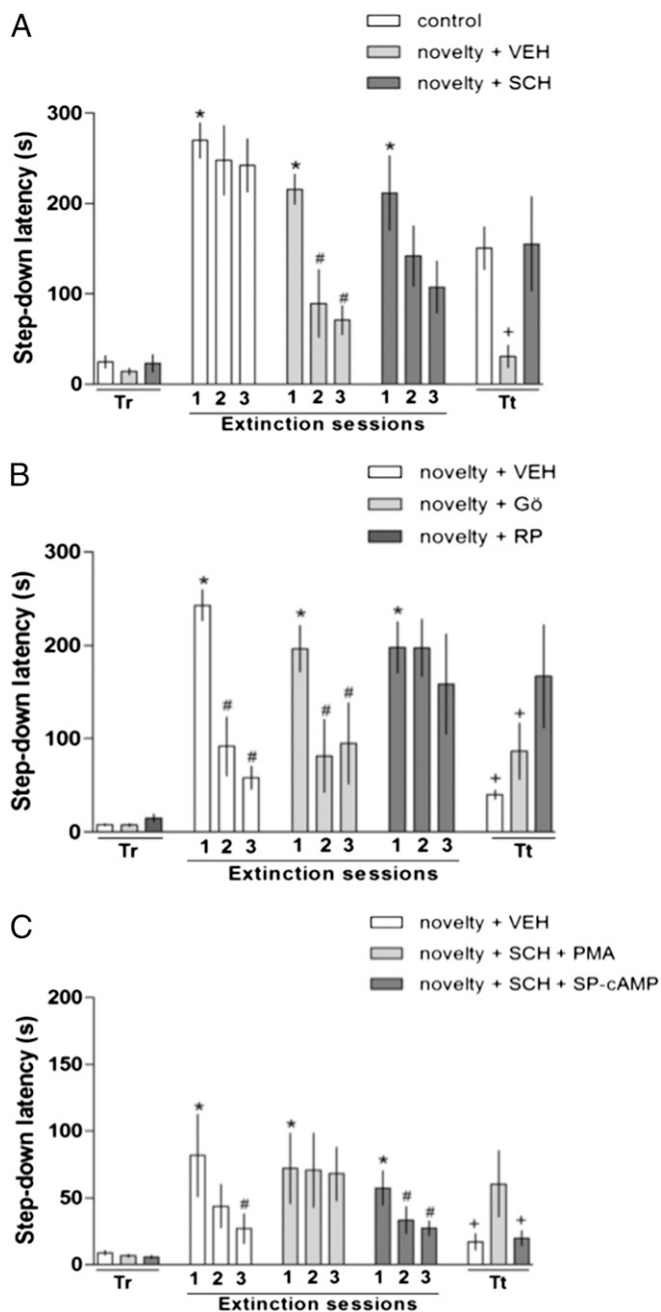 A
control
novelty + VEH
novelty + SCH
Step-down latency (s)
300
200
100
0
* * *
# #
+
1 2 3 1 2 3 1 2 3
Tr Extinction sessions Tt
B
novelty + VEH
novelty + Gö
novelty + RP
Step-down latency (s)
300
200
100
0
* * *
# # # #
+ +
1 2 3 1 2 3 1 2 3
Tr Extinction sessions Tt
C
novelty + VEH
novelty + SCH + PMA
novelty + SCH + SP-cAMP
Step-down latency (s)
200
150
100
50
0
* * *
# # #
+ +
1 2 3 1 2 3 1 2 3
Tr Extinction sessions Tt